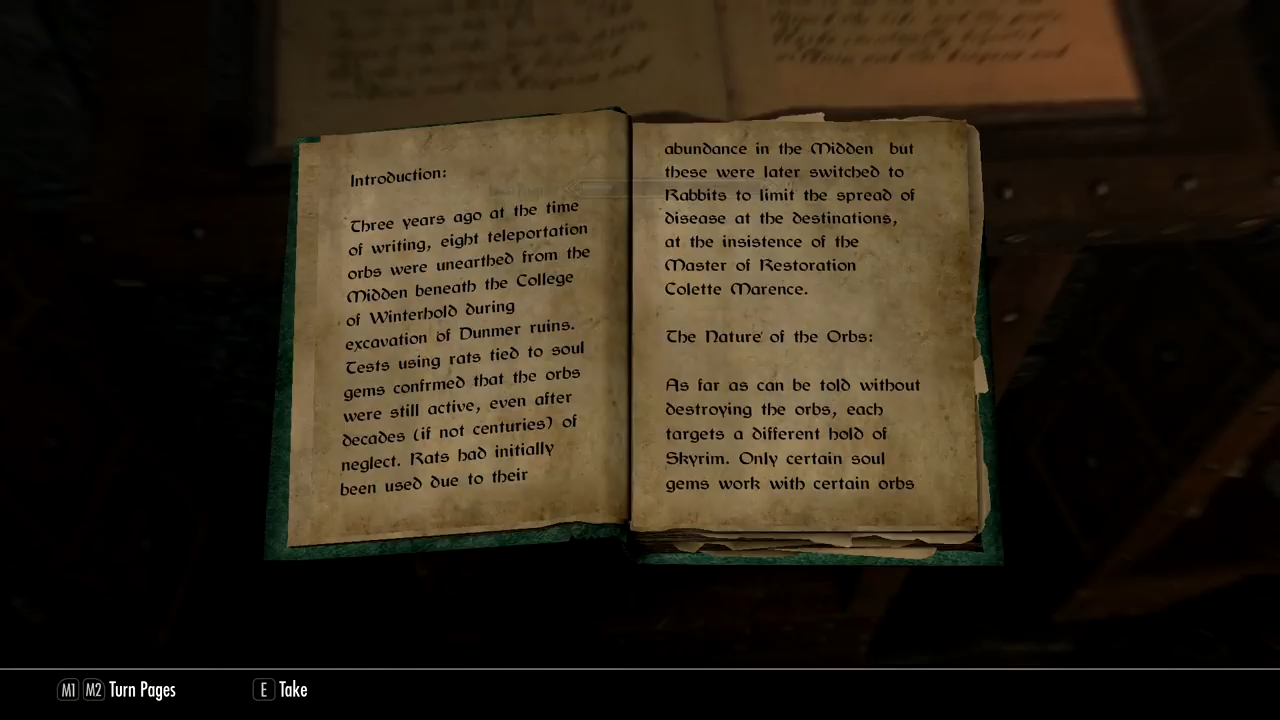 Introduction:
Three years ago at the time
of writing, eight teleportation
orbs were unearthed from the
Midden beneath the College
of Winterhold during
excavation of Dunmer ruins.
Tests using rats tied to soul
gems confrmed that the orbs
were still active, even after
decades (if not centuries) of
neglect. Rats had initially
been used due to their
abundance in the Midden but
these were later switched to
Rabbits to limit the spread of
disease at the destinations,
at the insistence of the
Master of Restoration
Colette Marence.
The Nature of the Orbs:
As far as can be told without
destroying the orbs, each
targets a different hold of
Skyrim. Only certain soul
gems work with certain orbs
M1 M2 Turn Pages
E Take